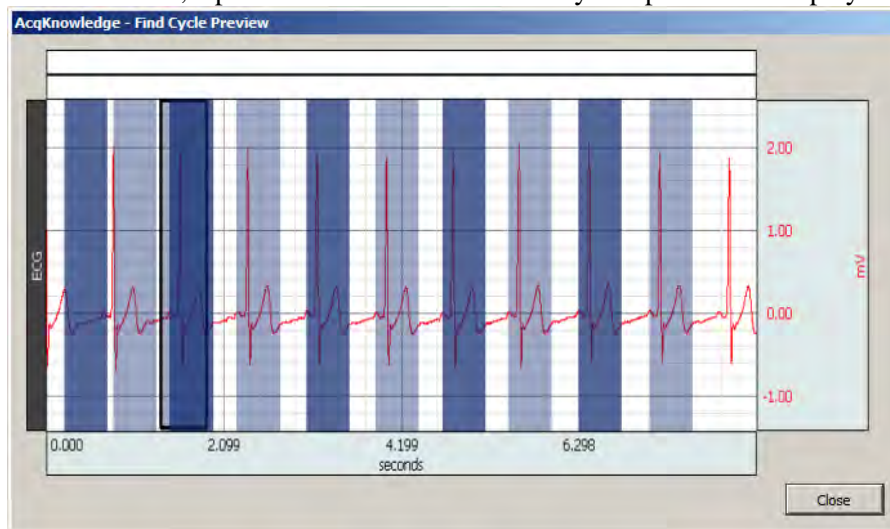 AcqKnowledge - Find Cycle Preview
ECG
2.00
1.00
0.00
-1.00
mV
0.000 2.099 4.199 6.298
seconds
Close